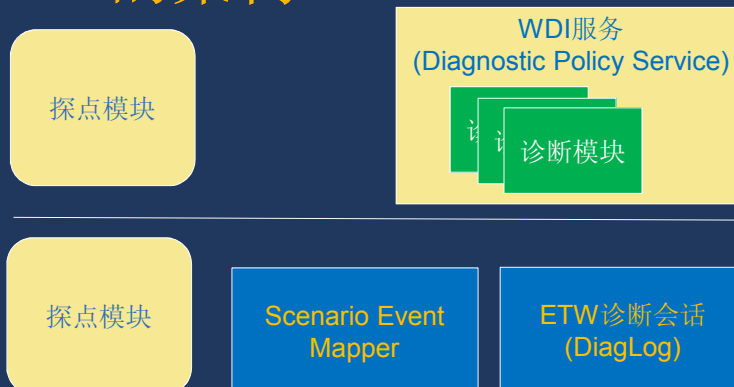 WDI服务
(Diagnostic Policy Service)
探点模块
诊断模块
探点模块
Scenario Event
Mapper
ETW诊断会话
(DiagLog)